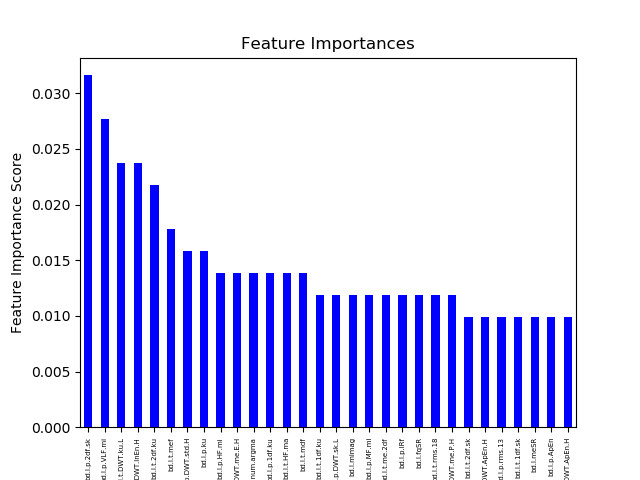 Feature Importances
Feature Importance Score
0.030
0.025
0.020
0.015
0.010
0.005
0.000
bd.l.p.2df.sk
bd.l.p.VLF.ml
l.t.DWT.ku.L
DWT.lnEn.H
bd.l.t.2df.ku
bd.l.t.mef
p.DWT.std.H
bd.l.p.ku
bd.l.p.HF.ml
DWT.me.E.H
num.argma
bd.l.p.1df.ku
bd.l.t.HF.ma
bd.l.t.mdf
bd.l.t.1df.ku
.p.DWT.sk.L
bd.l.mimag
bd.l.p.MF.ml
bd.l.t.me.2df
bd.l.p.lRf
bd.l.fqSR
bd.l.t.rms.18
DWT.me.P.H
bd.l.t.2df.sk
DWT.ApEn.H
bd.l.p.rms.13
bd.l.t.1df.sk
bd.l.meSR
bd.l.p.ApEn
DWT.ApEn.H